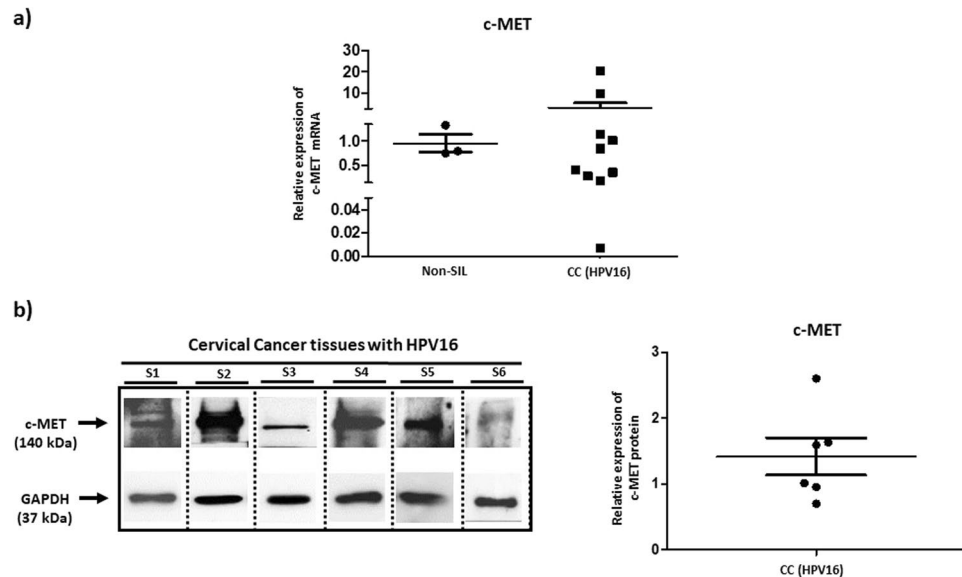 a)
c-MET
Relative expression of
c-MET mRNA
30
20
10
1.0
0.5
0.04
0.02
0.00
Non-SIL
CC (HPV16)
b)
Cervical Cancer tissues with HPV16
S1 S2 S3 S4 S5 S6
c-MET
(140 kDa)
GAPDH
(37 kDa)
c-MET
Relative expression of
c-MET protein
3
2
1
0
CC (HPV16)